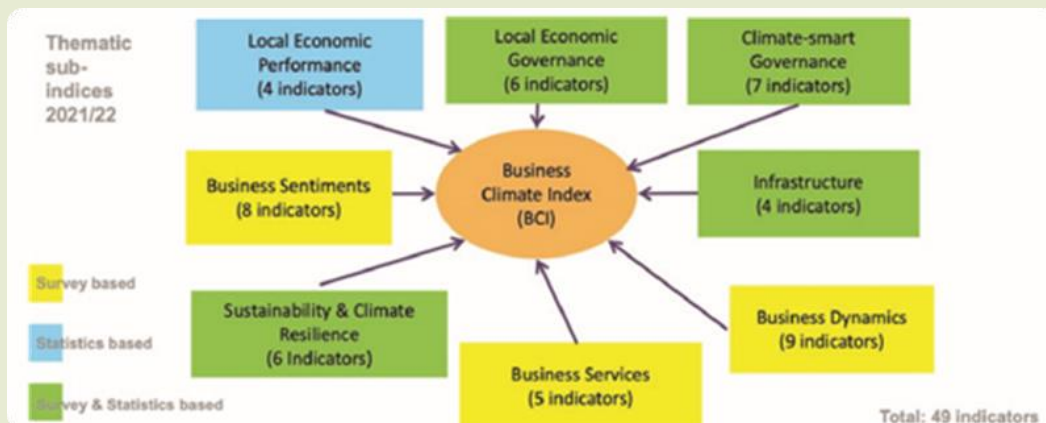 Thematic
sub-
indices
2021/22
Local Economic
Performance
(4 indicators)
Local Economic
Governance
(6 indicators)
Climate-smart
Governance
(7 indicators)
Business Sentiments
(8 indicators)
Business
Climate Index
(BCI)
Infrastructure
(4 indicators)
Survey based
Statistics based
Survey & Statistics based
Sustainability & Climate
Resilience
(6 Indicators)
Business Services
(5 indicators)
Business Dynamics
(9 indicators)
Total: 49 indicators